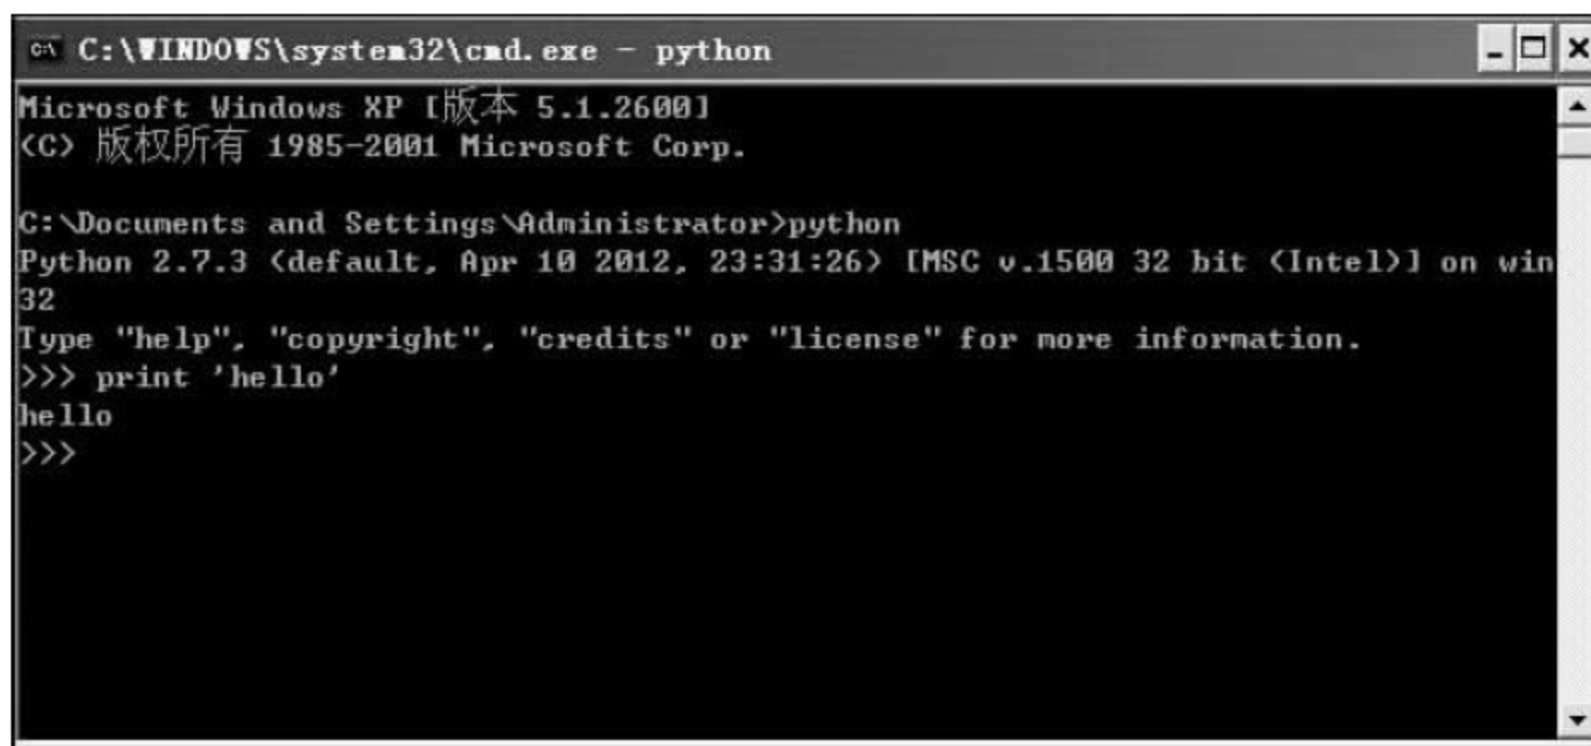 C:\WINDOWS\system32\cmd.exe - python
Microsoft Windows XP [版本 5.1.2600]
(C) 版权所有 1985-2001 Microsoft Corp.
C:\Documents and Settings\Administrator>python
Python 2.7.3 (default, Apr 10 2012, 23:31:26) [MSC v.1500 32 bit (Intel)] on win
32
Type "help", "copyright", "credits" or "license" for more information.
>>> print 'hello'
hello
>>>